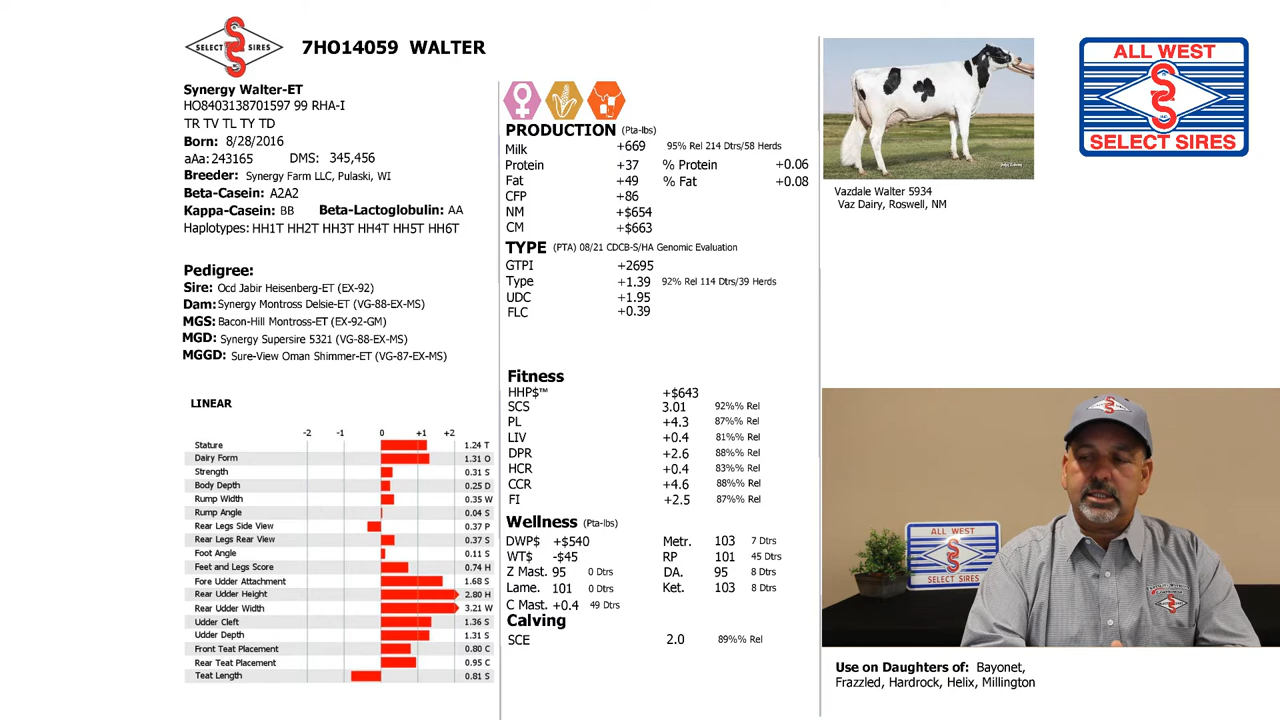 SELECT SIRES
7HO14059 WALTER
Synergy Walter-ET
HO8403138701597 99 RHA-I
TR TV TL TY TD
Born: 8/28/2016
aAa: 243165 DMS: 345,456
Breeder: Synergy Farm LLC, Pulaski, WI
Beta-Casein: A2A2
Kappa-Casein: BB Beta-Lactoglobulin: AA
Haplotypes: HH1T HH2T HH3T HH4T HH5T HH6T
Pedigree:
Sire: Ocd Jabir Heisenberg-ET (EX-92)
Dam: Synergy Montross Delsie-ET (VG-88-EX-MS)
MGS: Bacon-Hill Montross-ET (EX-92-GM)
MGD: Synergy Supersire 5321 (VG-88-EX-MS)
MGGD: Sure-View Oman Shimmer-ET (VG-87-EX-MS)
LINEAR
-2 -1 0 +1 +2
Stature 1.24 T
Dairy Form 1.31 O
Strength 0.31 S
Body Depth 0.25 D
Rump Width 0.35 W
Rump Angle 0.04 S
Rear Legs Side View 0.37 P
Rear Legs Rear View 0.37 S
Foot Angle 0.11 S
Feet and Legs Score 0.74 H
Fore Udder Attachment 1.68 S
Rear Udder Height 2.80 H
Rear Udder Width 3.21 W
Udder Cleft 1.36 S
Udder Depth 1.31 S
Front Teat Placement 0.80 C
Rear Teat Placement 0.95 C
Teat Length 0.81 S
PRODUCTION (Pta-lbs)
Milk +669 95% Rel 214 Dtrs/58 Herds
Protein +37 % Protein +0.06
Fat +49 % Fat +0.08
CFP +86
NM +$654
CM +$663
TYPE (PTA) 08/21 CDCB-S/HA Genomic Evaluation
GTPI +2695
Type +1.39 92% Rel 114 Dtrs/39 Herds
UDC +1.95
FLC +0.39
Fitness
HHP$™ +$643
SCS 3.01 92%% Rel
PL +4.3 87%% Rel
LIV +0.4 81%% Rel
DPR +2.6 88%% Rel
HCR +0.4 83%% Rel
CCR +4.6 88%% Rel
FI +2.5 87%% Rel
Wellness (Pta-lbs)
DWP$ +$540 Metr. 103 7 Dtrs
WT$ -$45 RP 101 45 Dtrs
Z Mast. 95 0 Dtrs DA. 95 8 Dtrs
Lame. 101 0 Dtrs Ket. 103 8 Dtrs
C Mast. +0.4 49 Dtrs
Calving
SCE 2.0 89%% Rel
Vazdale Walter 5934
Vaz Dairy, Roswell, NM
ALL WEST
SELECT SIRES
ALL WEST
SELECT SIRES
Use on Daughters of: Bayonet,
Frazzled, Hardrock, Helix, Millington